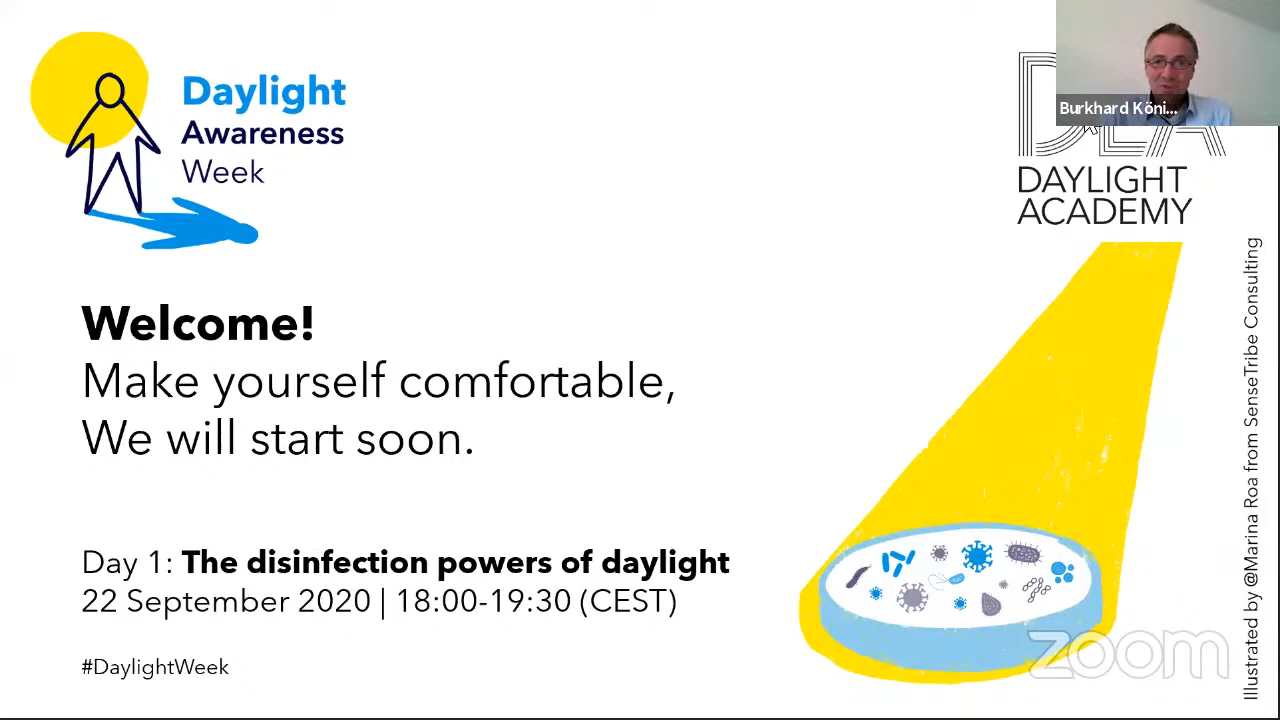 Daylight
Awareness
Week
Burkhard Köni...
DAYLIGHT
ACADEMY
Welcome!
Make yourself comfortable,
We will start soon.
Day 1: The disinfection powers of daylight
22 September 2020 | 18:00-19:30 (CEST)
#DaylightWeek
Illustrated by @Marina Roa from SenseTribe Consulting
zoom